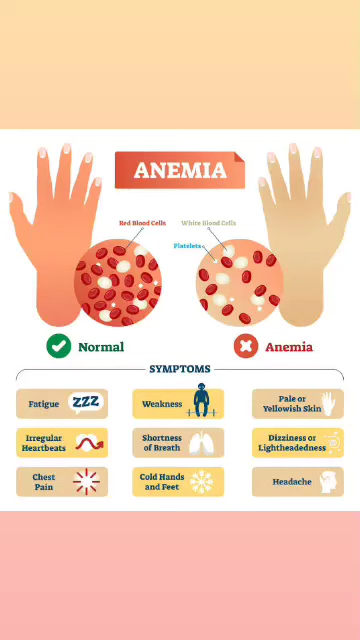 ANEMIA
Red Blood Cells
White Blood Cells
Platelets
Normal
Anemia
SYMPTOMS
Fatigue
ZZZ
Weakness
Pale or
Yellowish Skin
Irregular
Heartbeats
Shortness
of Breath
Dizziness or
Lightheadedness
Chest
Pain
Cold Hands
and Feet
Headache